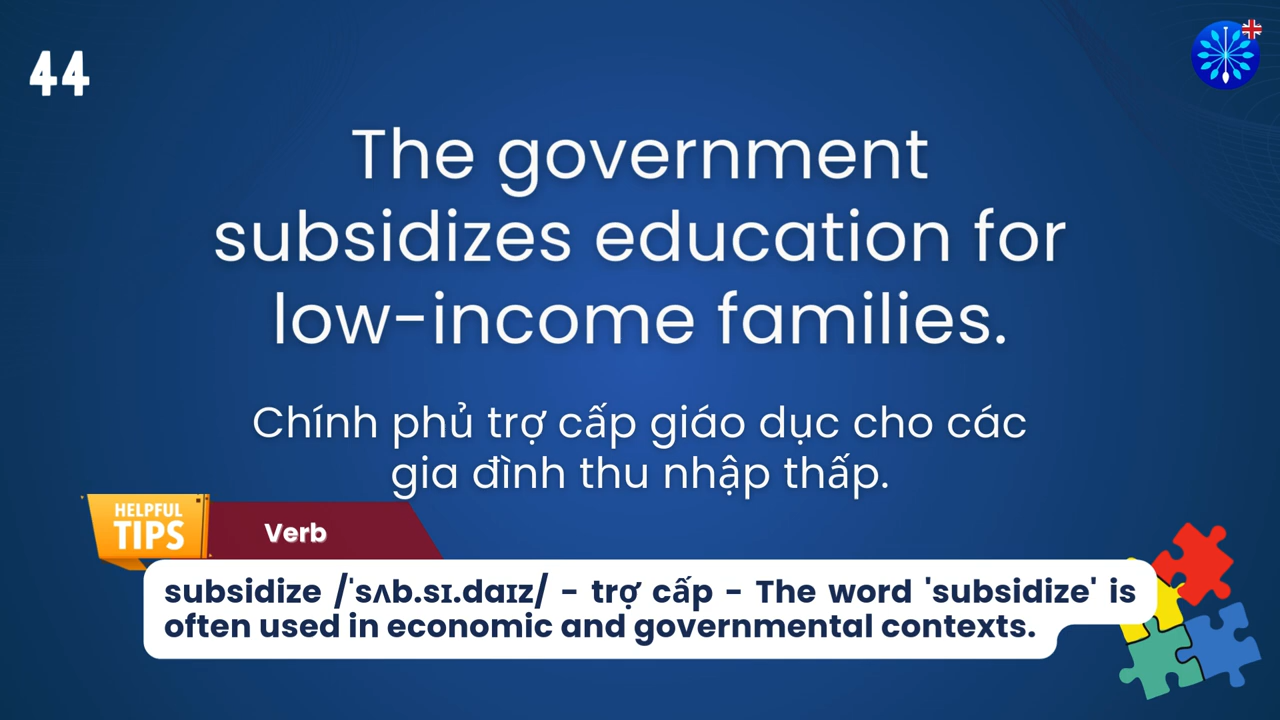 44
The government
subsidizes education for
low-income families.
Chính phủ trợ cấp giáo dục cho các
gia đình thu nhập thấp.
HELPFUL
TIPS
Verb
subsidize /ˈsʌb.sɪ.daɪz/ - trợ cấp - The word 'subsidize' is
often used in economic and governmental contexts.